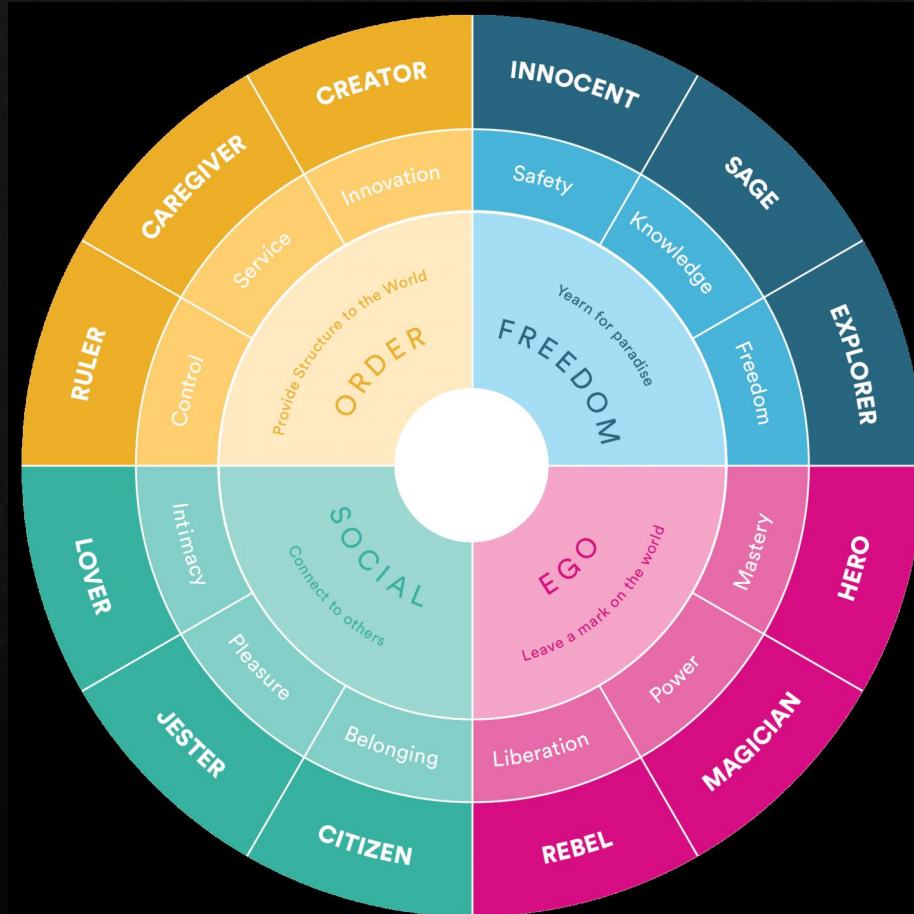 CREATOR
INNOCENT
CAREGIVER
SAGE
RULER
EXPLORER
Innovation
Safety
Service
Knowledge
Control
Freedom
Provide Structure to the World
ORDER
Yearn for paradise
FREEDOM
SOCIAL
Connect to others
EGO
Leave a mark on the world
Intimacy
Mastery
Pleasure
Power
Belonging
Liberation
LOVER
HERO
JESTER
MAGICIAN
CITIZEN
REBEL